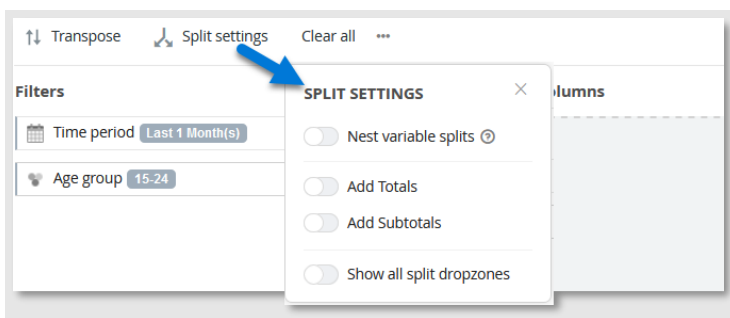 Transpose Split settings Clear all ...
Filters
SPLIT SETTINGS
lumns
Time period Last 1 Month(s)
Nest variable splits ?
Age group 15-24
Add Totals
Add Subtotals
Show all split dropzones